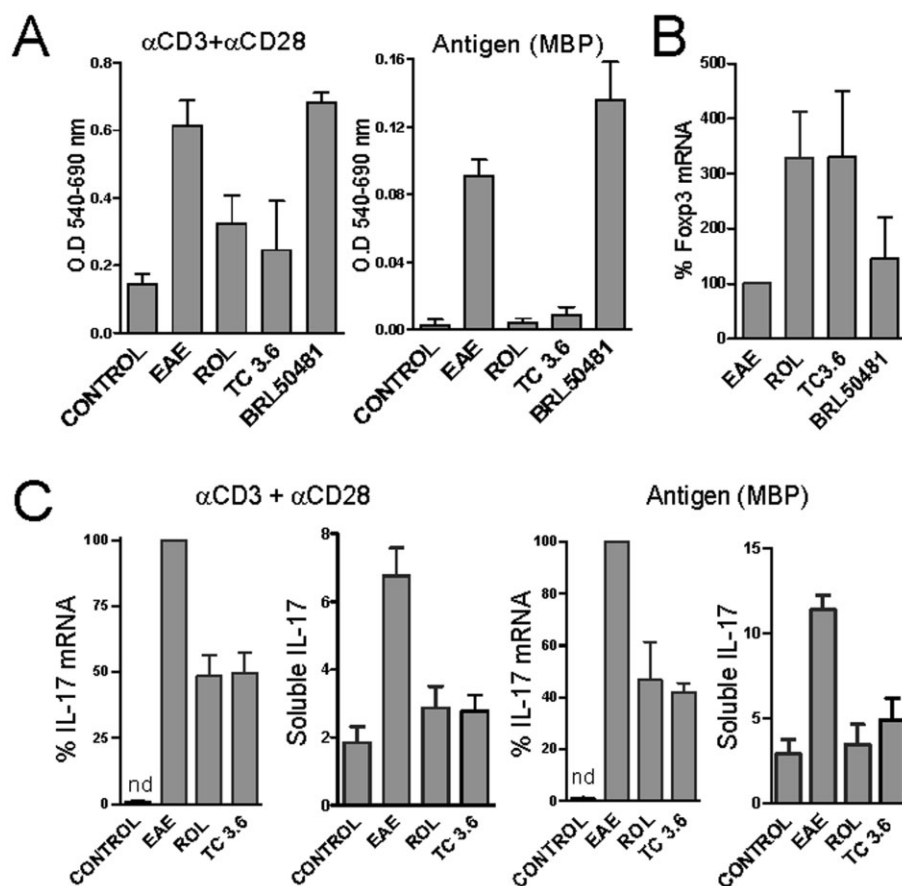 A
αCD3+αCD28
O.D 540-690 nm
0.8
0.6
0.4
0.2
0.0
CONTROL
EAE
ROL
TC 3.6
BRL50481
Antigen (MBP)
O.D 540-690 nm
0.16
0.12
0.08
0.04
0.00
CONTROL
EAE
ROL
TC 3.6
BRL50481
B
% Foxp3 mRNA
500
400
300
200
100
0
EAE
ROL
TC3.6
BRL50481
C
αCD3 + αCD28
% IL-17 mRNA
100
75
50
25
0
nd
CONTROL
EAE
ROL
TC 3.6
Soluble IL-17
8
6
4
2
0
CONTROL
EAE
ROL
TC 3.6
Antigen (MBP)
% IL-17 mRNA
100
80
60
40
20
0
nd
CONTROL
EAE
ROL
TC 3.6
Soluble IL-17
15
10
5
0
CONTROL
EAE
ROL
TC 3.6